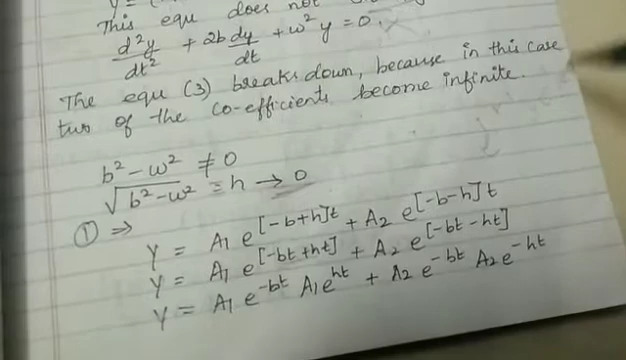 y =
This equ does not
d²y/dt² + 2b dy/dt + ω² y = 0.
The equ (3) breaks down, because in this case
two of the co-efficients become infinite.
b² - ω² ≠ 0
√b² - ω² = h → 0
① ⇒
y = A₁ e^[-b+h]t + A₂ e^[-b-h]t
y = A₁ e^[-bt+ht] + A₂ e^[-bt-ht]
y = A₁ e^-bt A₁e^ht + A₂ e^-bt A₂e^-ht